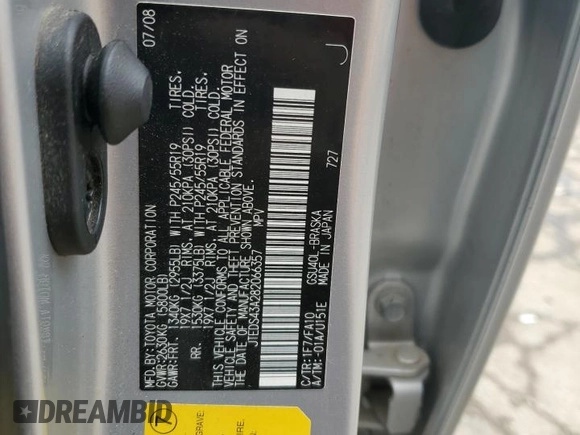 07/08
MFD.BY:TOYOTA MOTOR CORPORATION
GVWR:2630KG (5800LB)
GAWR:FRT. 1340KG (2955LB) WITH P245/55R19 TIRES.
19X7 1/2J RIMS. AT 210KPA (30PSI) COLD.
RR. 1530KG (3375LB) WITH P245/55R19 TIRES.
19X7 1/2J RIMS. AT 210KPA (30PSI) COLD.
THIS VEHICLE CONFORMS TO ALL APPLICABLE FEDERAL MOTOR
VEHICLE SAFETY AND THEFT PREVENTION STANDARDS IN EFFECT ON
THE DATE OF MANUFACTURE SHOWN ABOVE.
JTEDS43A282066357 MPV
J
C/TR:1F7/FA10 GSU40L-BRASKA
A/TM:-01A/U151E MADE IN JAPAN
727
DREAMBID
DREAMBID